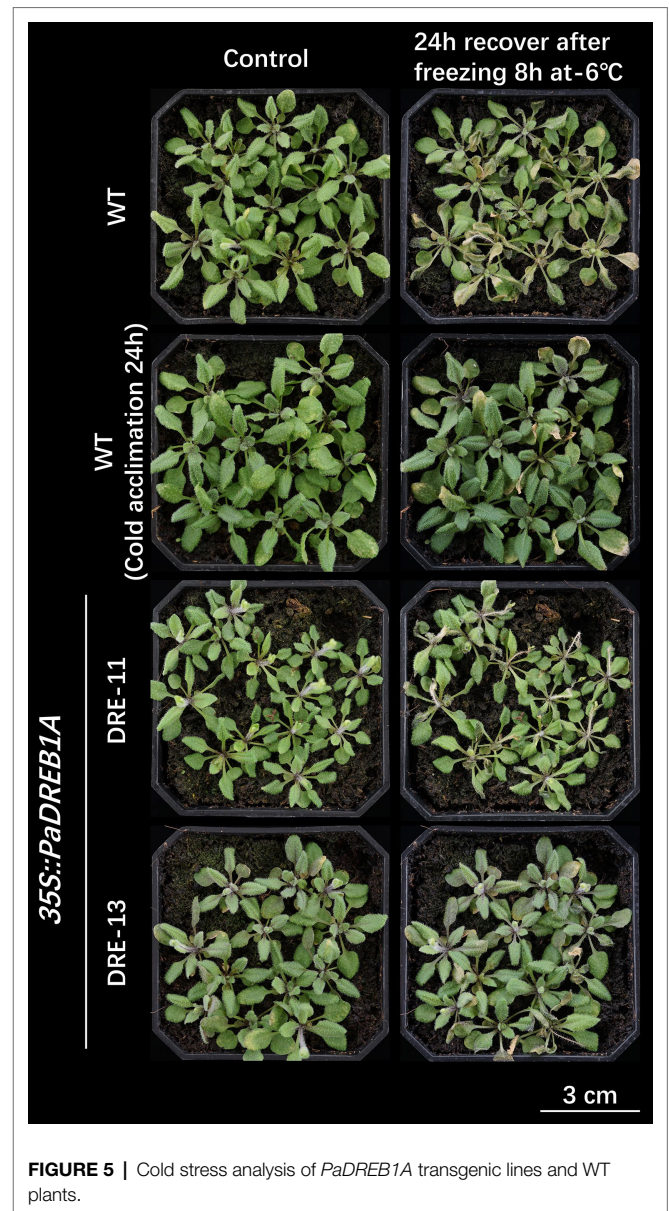 Control
24h recover after
freezing 8h at-6℃
WT
WT
(Cold acclimation 24h)
35S::PaDREB1A
DRE-11
DRE-13
3 cm
FIGURE 5 | Cold stress analysis of PaDREB1A transgenic lines and WT
plants.